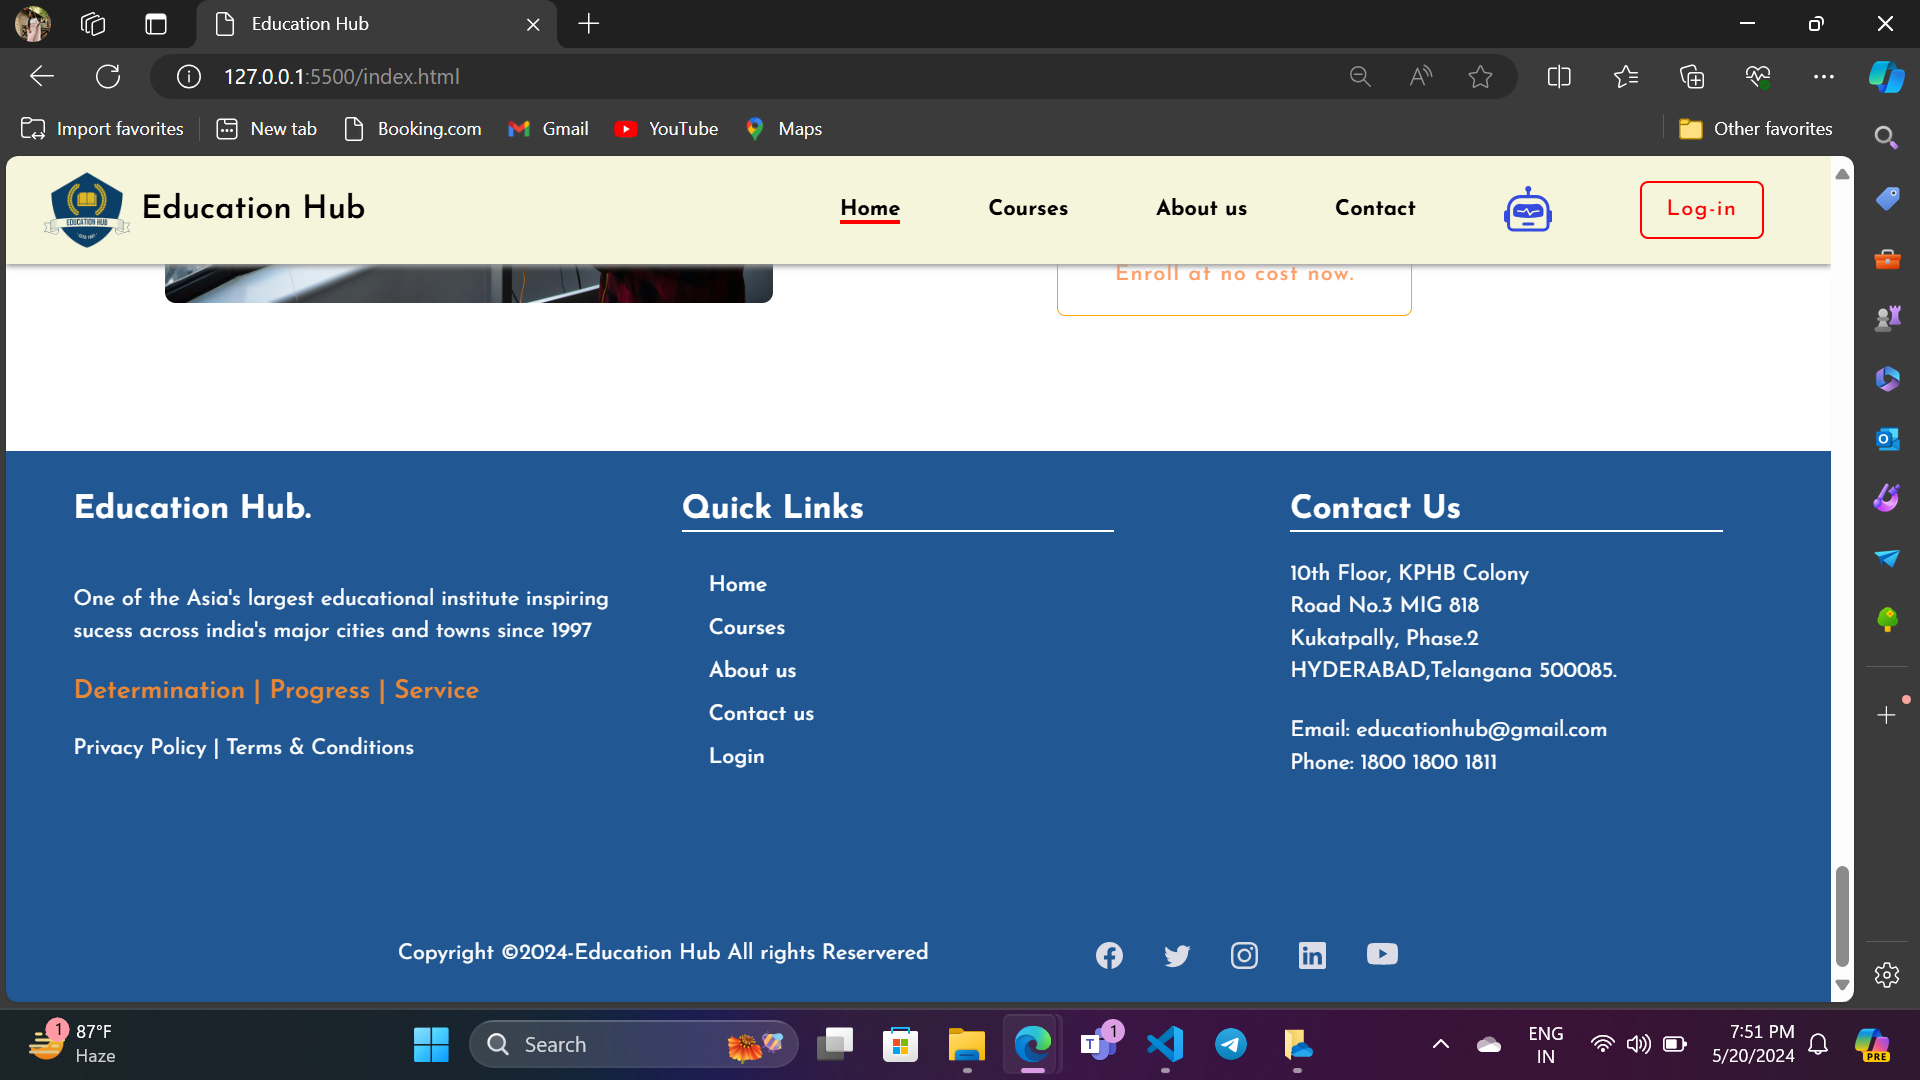 Education Hub
127.0.0.1:5500/index.html
Import favorites
New tab
Booking.com
Gmail
YouTube
Maps
Other favorites
EDUCATION HUB
Education Hub
Home
Courses
About us
Contact
Log-in
Enroll at no cost now.
Education Hub.
One of the Asia's largest educational institute inspiring
sucess across india's major cities and towns since 1997
Determination | Progress | Service
Privacy Policy | Terms & Conditions
Quick Links
Home
Courses
About us
Contact us
Login
Contact Us
10th Floor, KPHB Colony
Road No.3 MIG 818
Kukatpally, Phase.2
HYDERABAD,Telangana 500085.
Email: educationhub@gmail.com
Phone: 1800 1800 1811
Copyright ©2024-Education Hub All rights Reservered
1
87°F
Haze
Search
1
ENG
IN
7:51 PM
5/20/2024
PRE